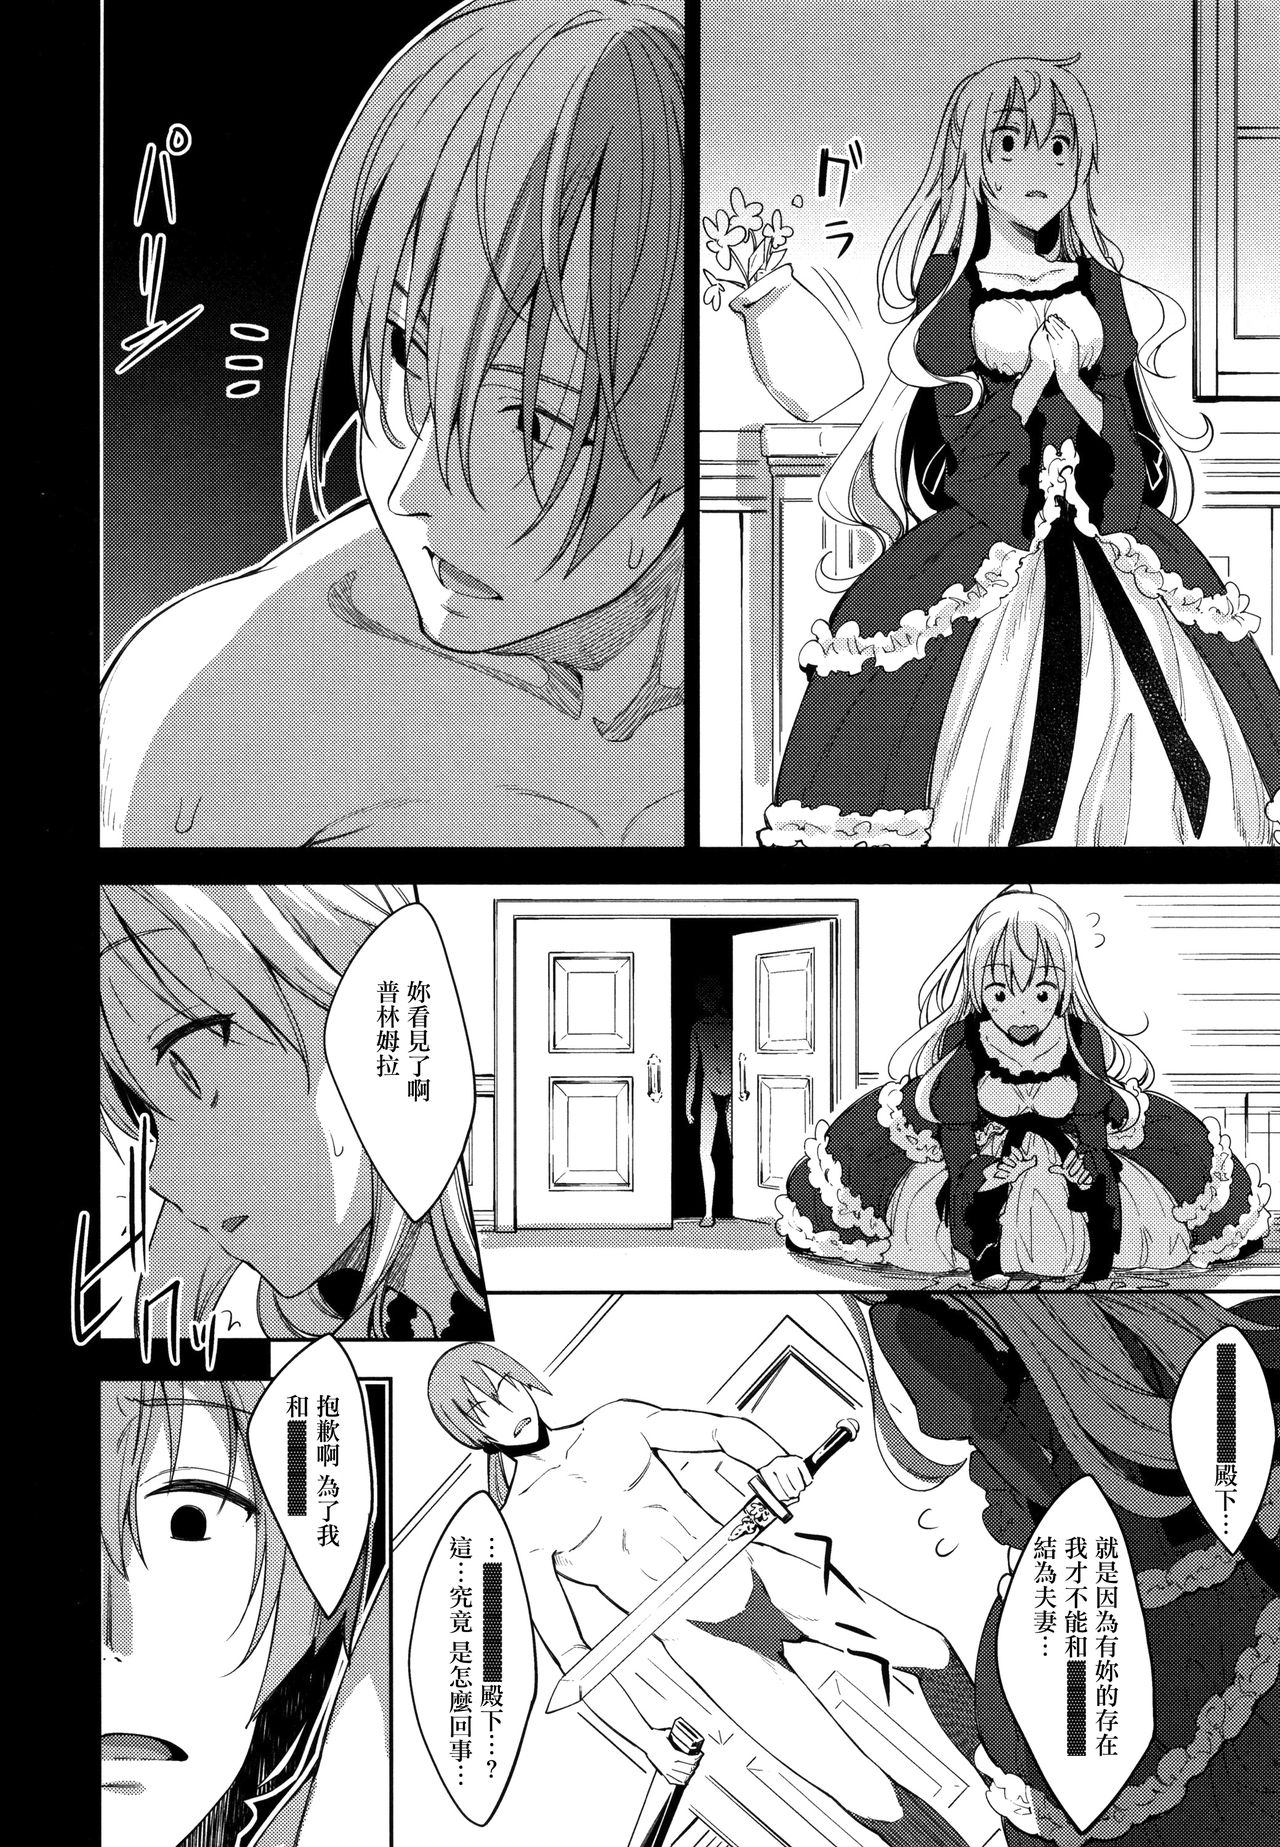 グラ
パリン
妳看見了啊
普林姆拉
ビクッ
殿下…
就是因為有妳的存在
我才不能和
結為夫妻…
…殿下…?
這…究竟 是怎麼回事…
抱歉啊 為了我
和